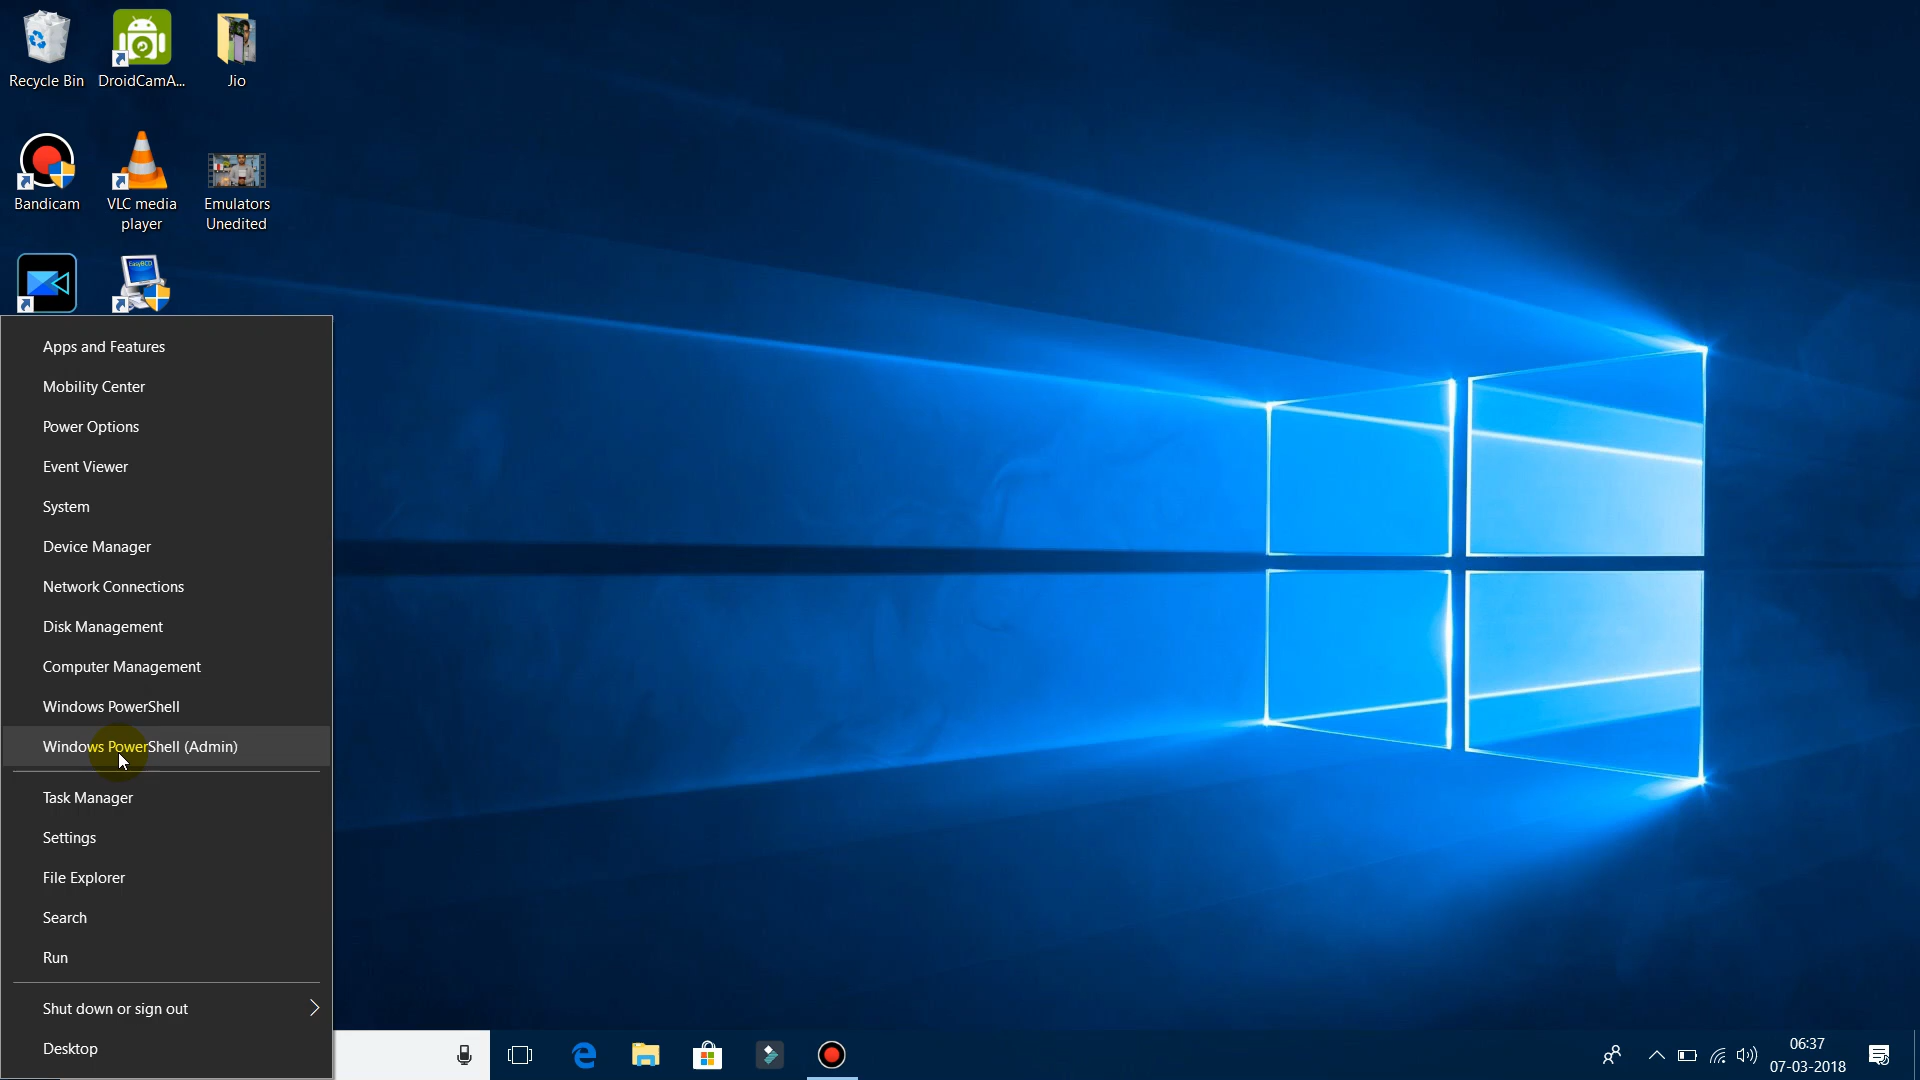 Recycle Bin
DroidCamA...
Jio
Bandicam
VLC media
player
Emulators
Unedited
EasyBCD
Apps and Features
Mobility Center
Power Options
Event Viewer
System
Device Manager
Network Connections
Disk Management
Computer Management
Windows PowerShell
Windows PowerShell (Admin)
Task Manager
Settings
File Explorer
Search
Run
Shut down or sign out
Desktop
06:37
07-03-2018